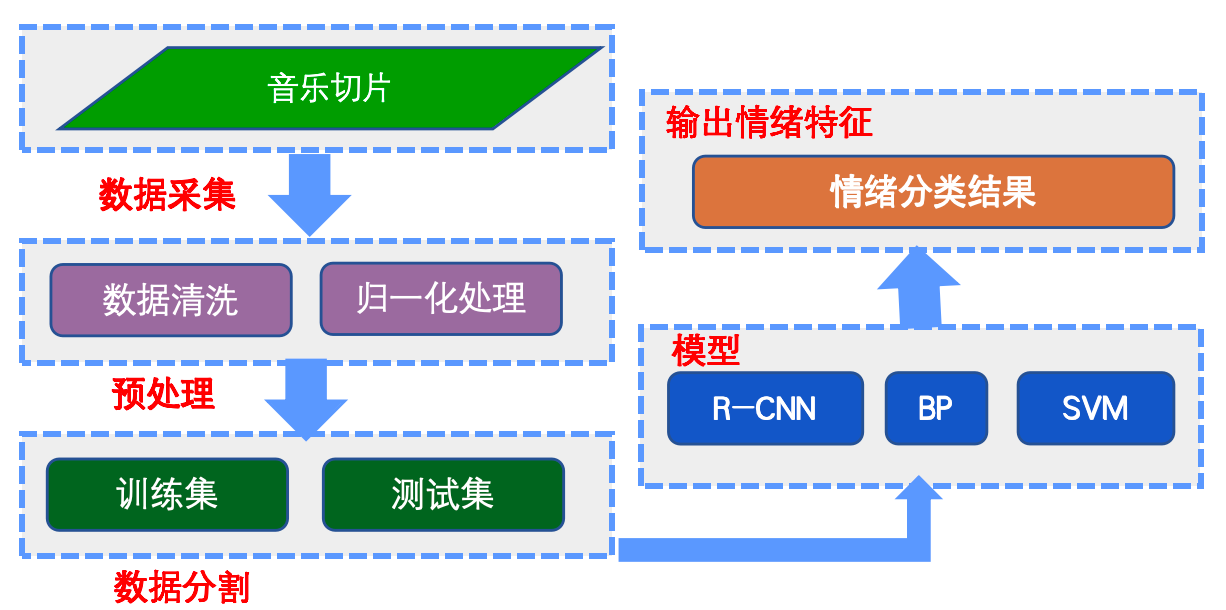 音乐切片
数据采集
数据清洗
归一化处理
预处理
训练集
测试集
数据分割
输出情绪特征
情绪分类结果
模型
R-CNN
BP
SVM